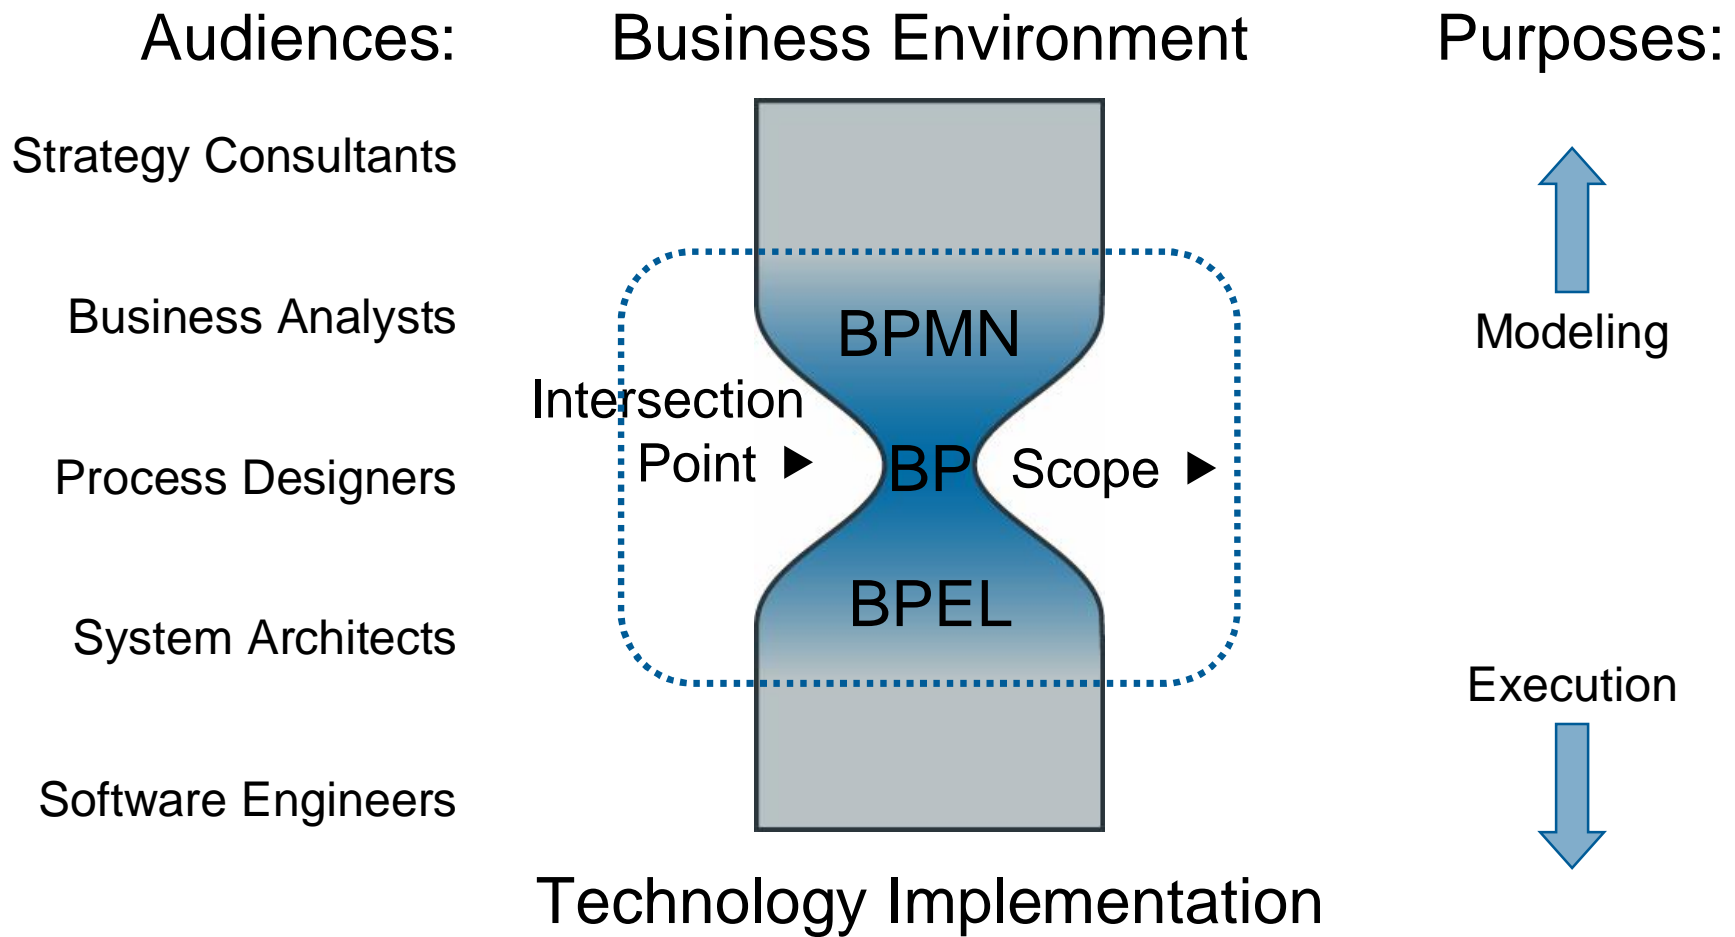 Audiences:
Business Environment
Purposes:
Strategy Consultants
Business Analysts
BPMN
Modeling
Intersection
Point
BP
Scope
Process Designers
BPEL
System Architects
Execution
Software Engineers
Technology Implementation